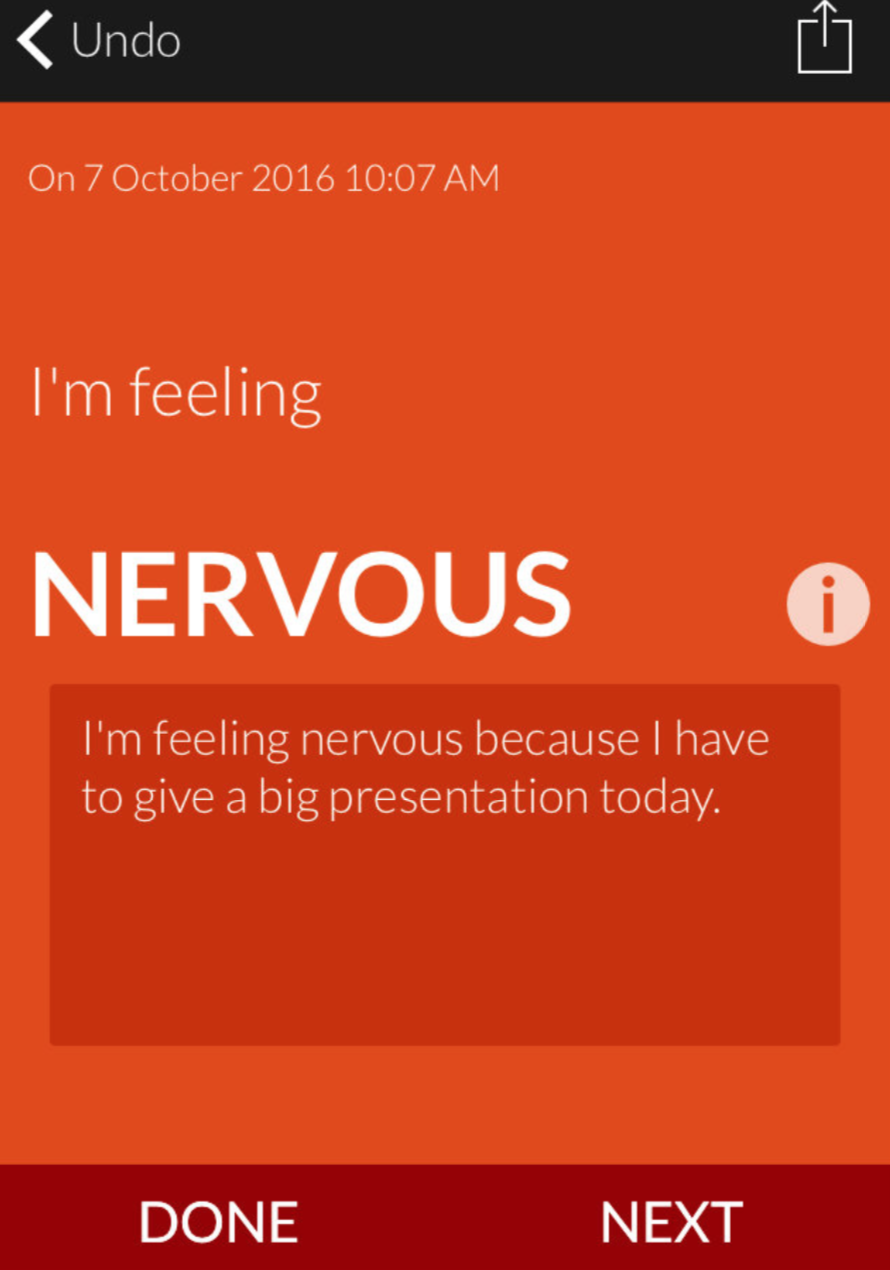 Undo
On 7 October 2016 10:07 AM
I'm feeling
NERVOUS
i
I'm feeling nervous because I have
to give a big presentation today.
DONE NEXT